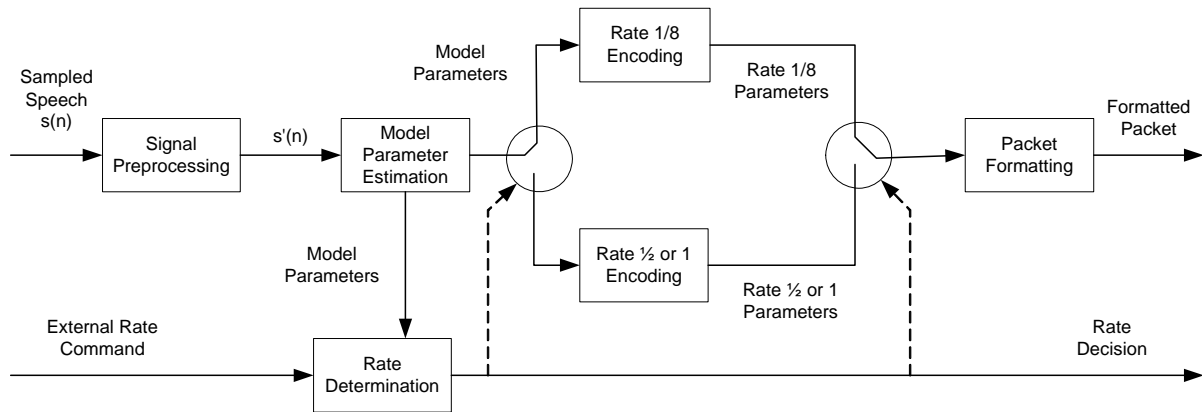 Sampled
Speech
s(n)
Signal
Preprocessing
s'(n)
Model
Parameter
Estimation
Model
Parameters
Rate 1/8
Encoding
Rate 1/8
Parameters
Rate ½ or 1
Encoding
Rate ½ or 1
Parameters
Packet
Formatting
Formatted
Packet
Model
Parameters
External Rate
Command
Rate
Determination
Rate
Decision